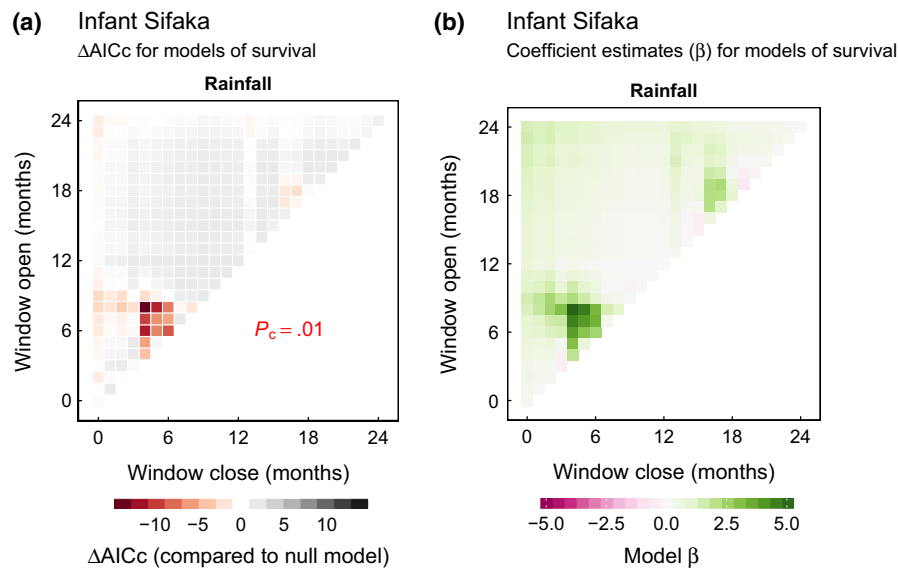 (a) Infant Sifaka
ΔAICc for models of survival
Rainfall
Window open (months)
24
18
12
6
0
P_c = .01
0 6 12 18 24
Window close (months)
−10 −5 0 5 10
ΔAICc (compared to null model)
(b) Infant Sifaka
Coefficient estimates (β) for models of survival
Rainfall
Window open (months)
24
18
12
6
0
0 6 12 18 24
Window close (months)
−5.0 −2.5 0.0 2.5 5.0
Model β